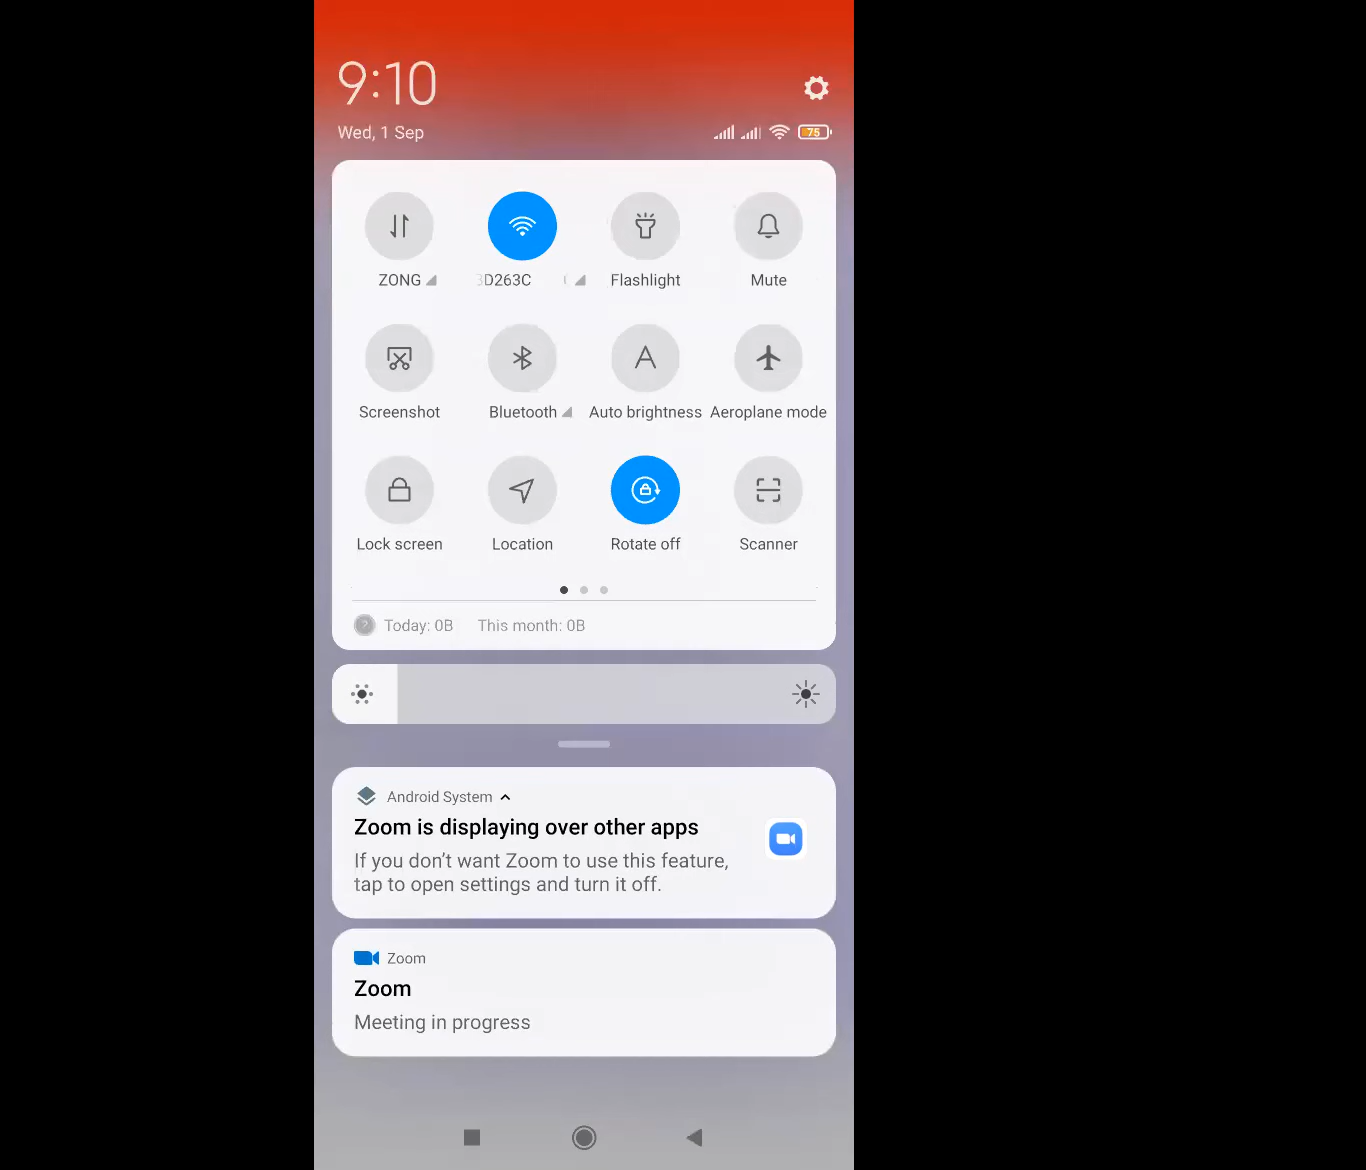 9:10
Wed, 1 Sep
75
ZONG
D263C
Flashlight
Mute
Screenshot
Bluetooth
Auto brightness
Aeroplane mode
Lock screen
Location
Rotate off
Scanner
? Today: 0B This month: 0B
Android System
Zoom is displaying over other apps
If you don't want Zoom to use this feature,
tap to open settings and turn it off.
Zoom
Zoom
Meeting in progress